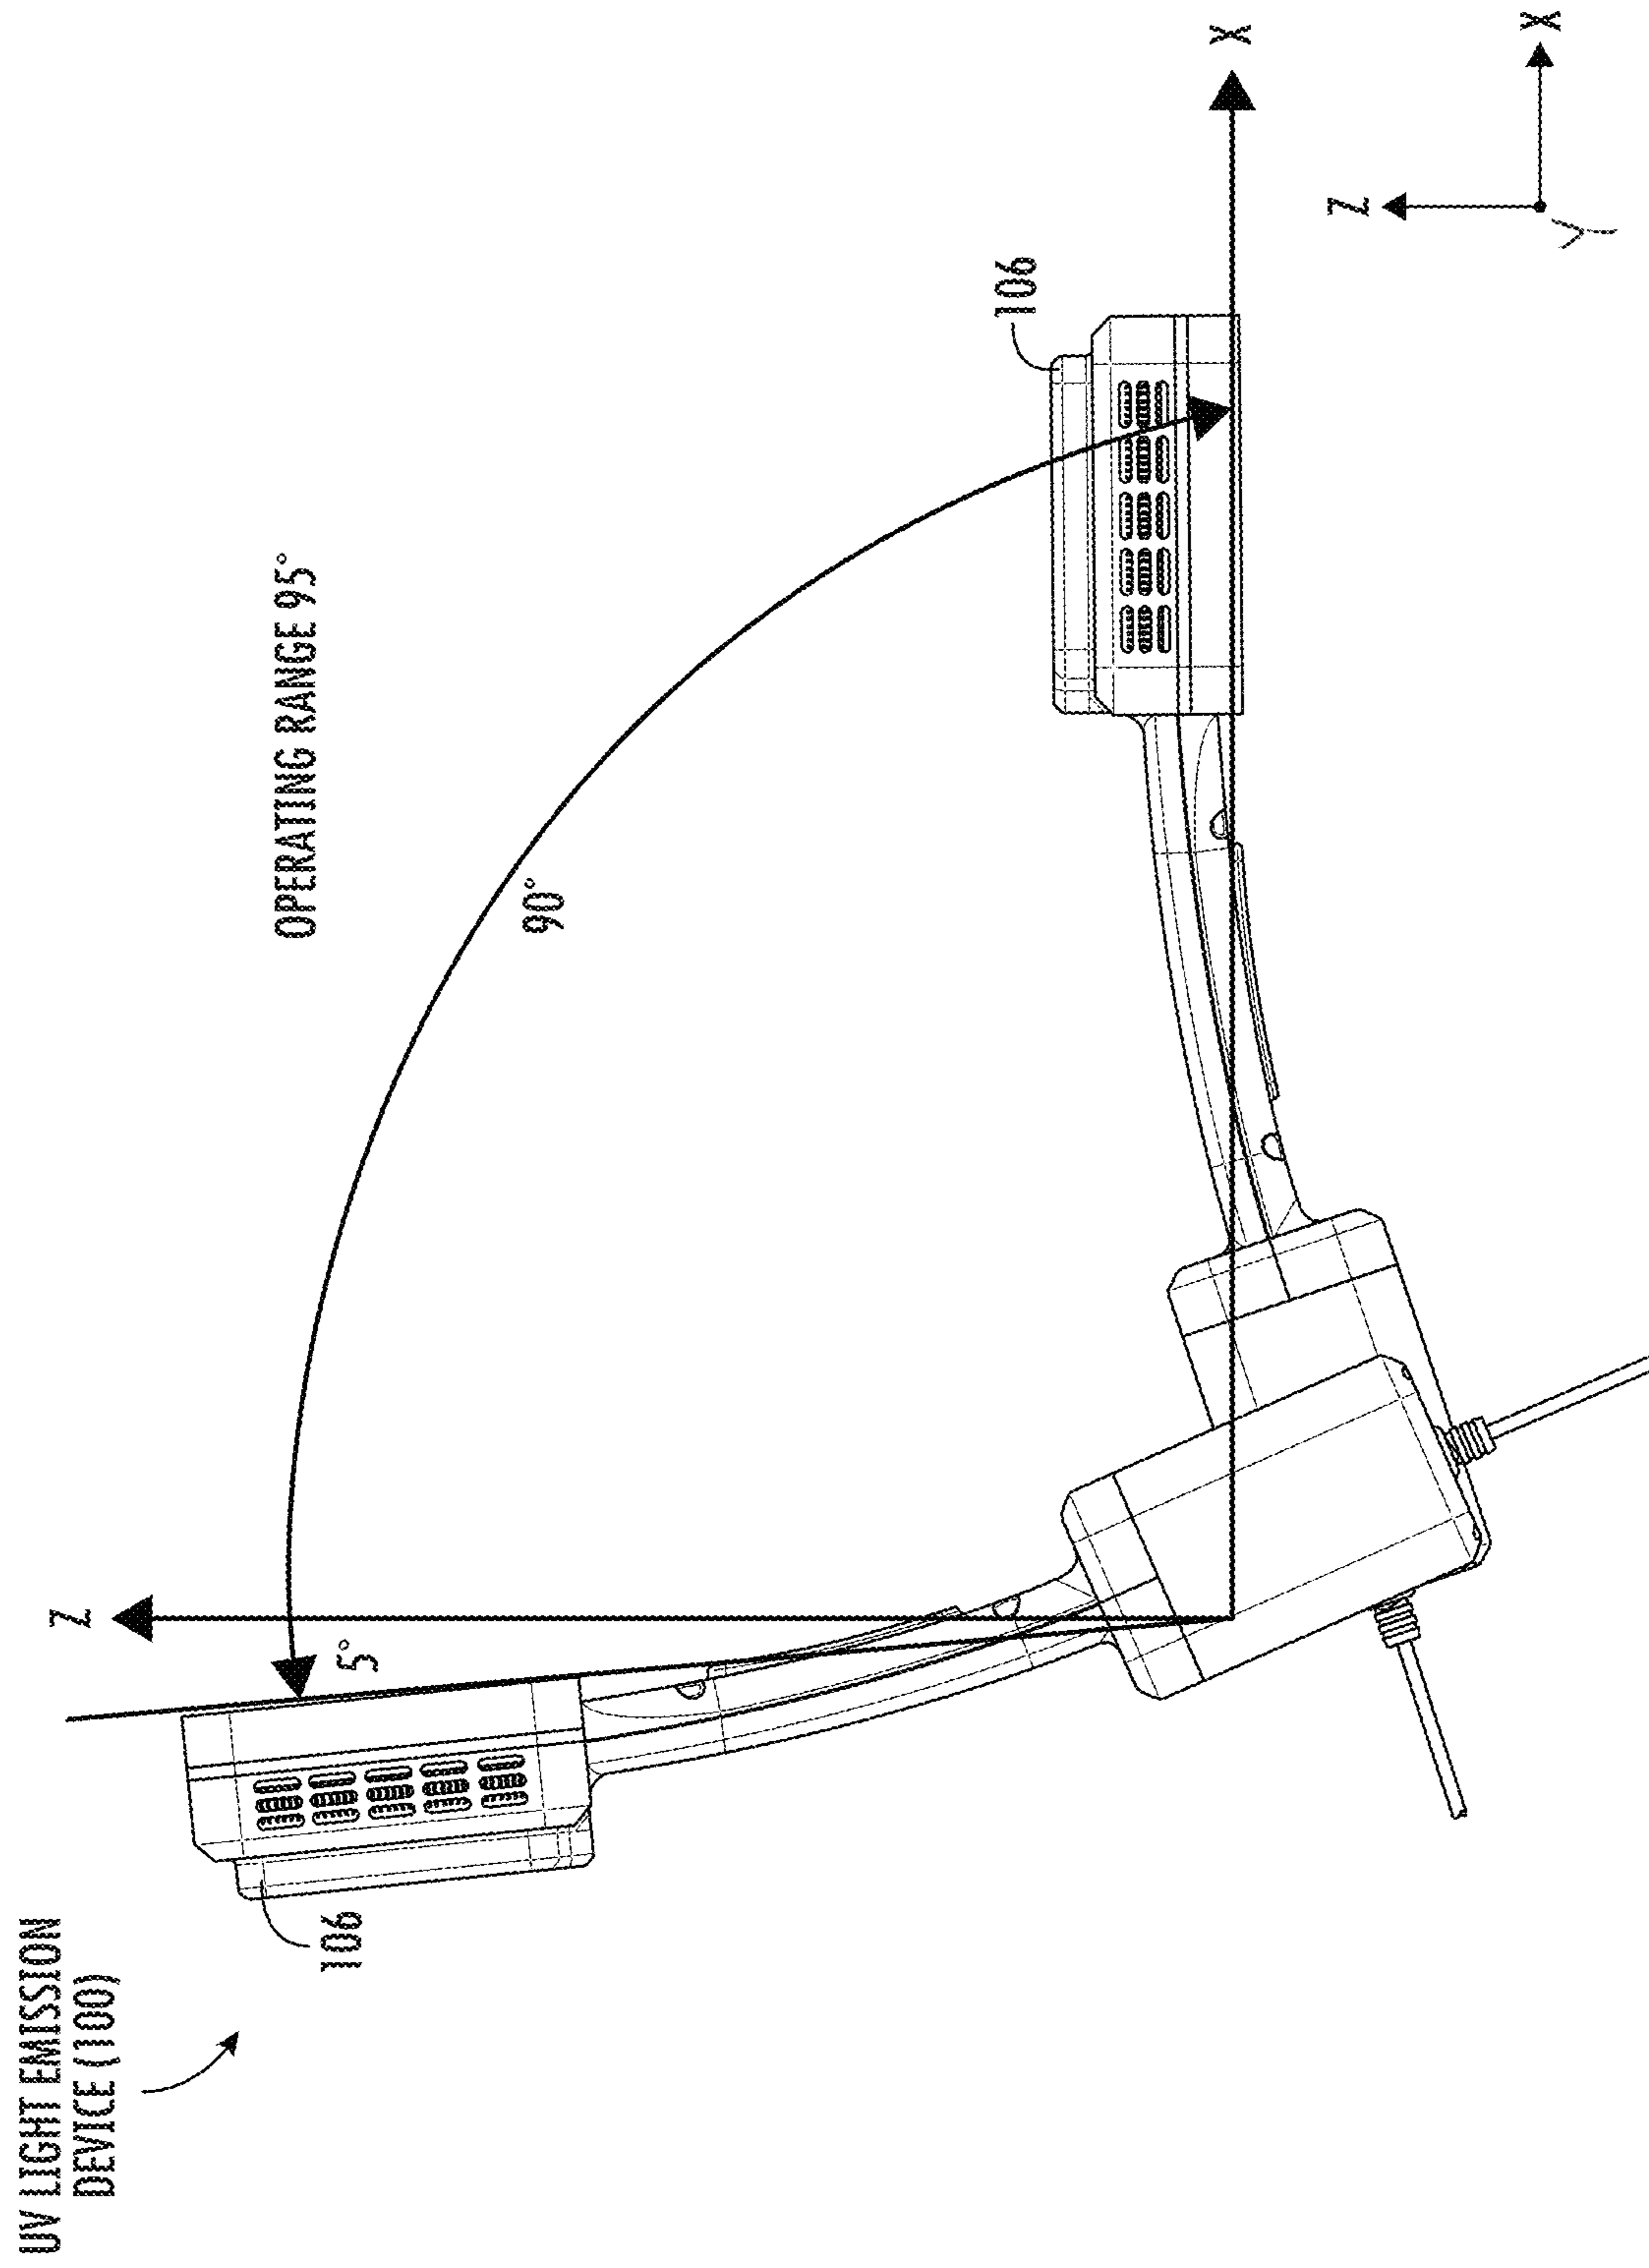 UV LIGHT EMISSION
DEVICE (100)
OPERATING RANGE 95°
Z
5°
90°
106
106
X
Z
X
Y